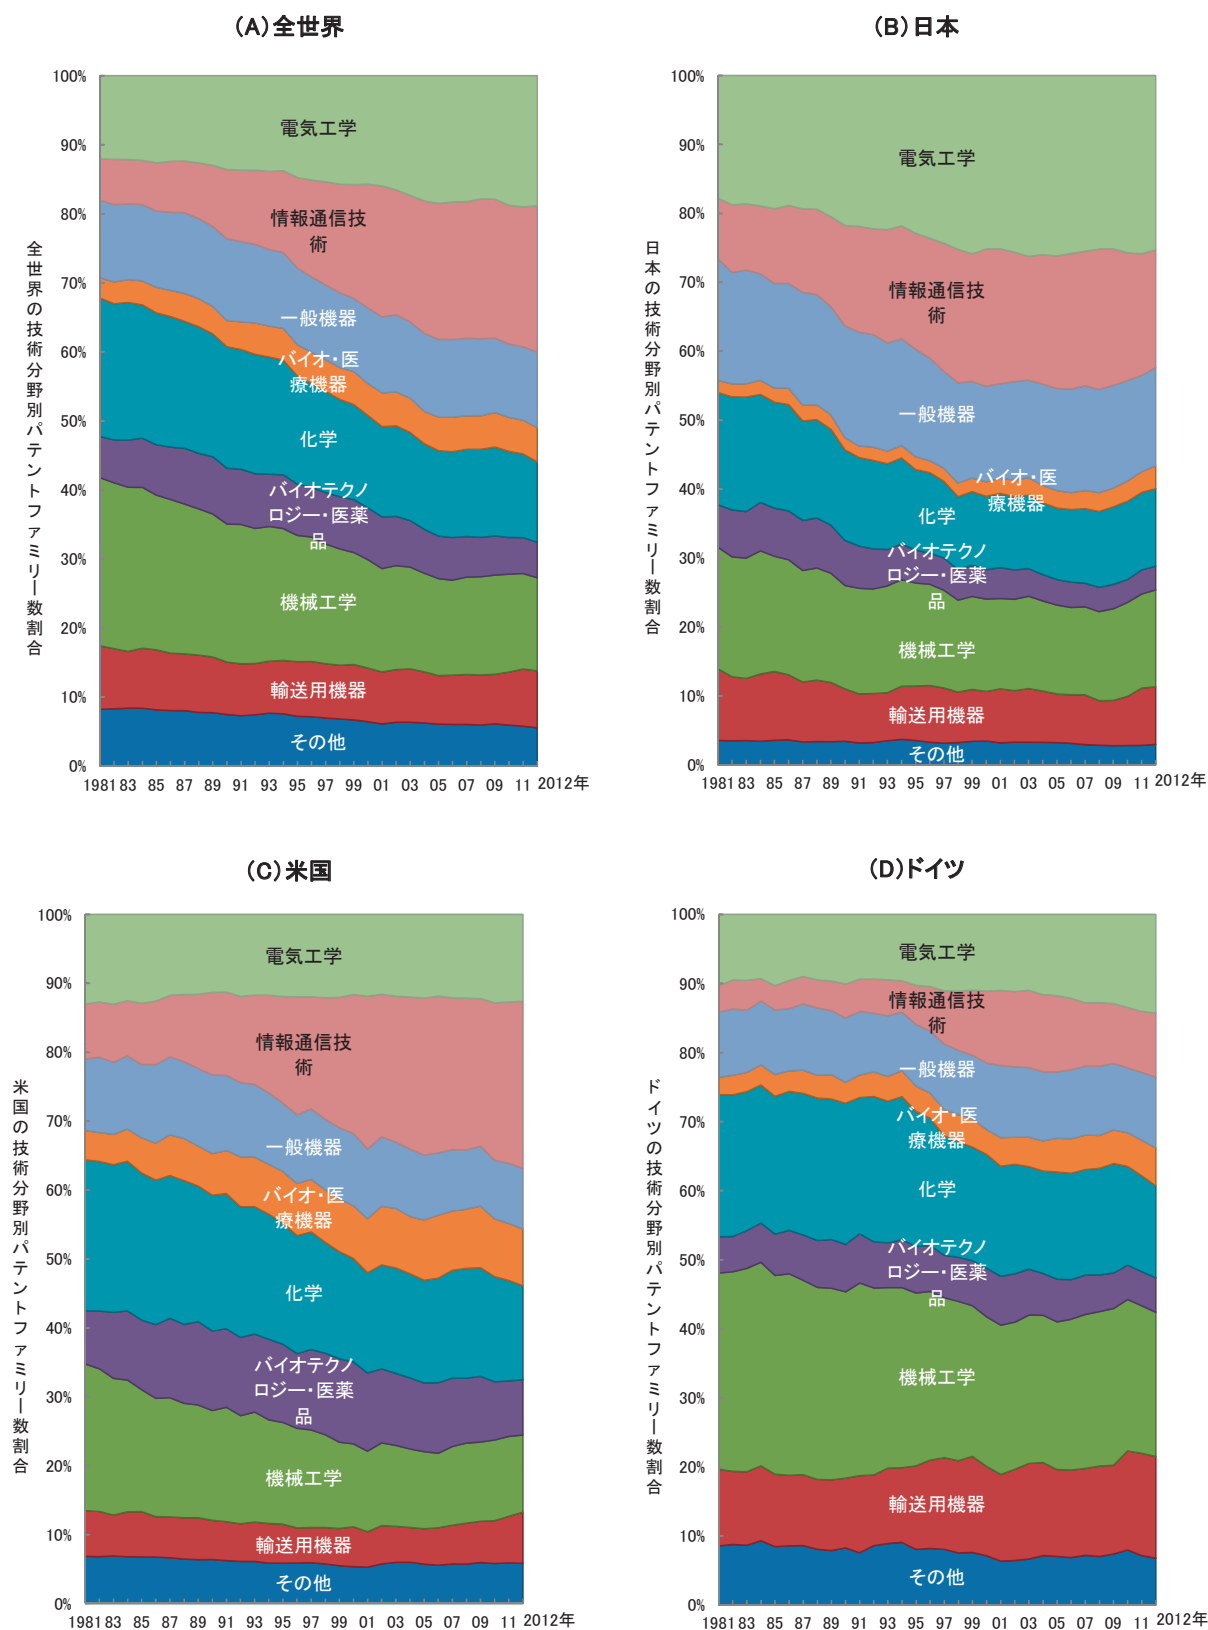 (A)全世界
全世界の技術分野別パテントファミリー数割合
100%
90%
80%
70%
60%
50%
40%
30%
20%
10%
0%
電気工学
情報通信技
術
一般機器
バイオ・医
療機器
化学
バイオテクノ
ロジー・医薬
品
機械工学
輸送用機器
その他
1981 83 85 87 89 91 93 95 97 99 01 03 05 07 09 11 2012年
(B)日本
日本の技術分野別パテントファミリー数割合
100%
90%
80%
70%
60%
50%
40%
30%
20%
10%
0%
電気工学
情報通信技
術
一般機器
バイオ・医
療機器
化学
バイオテクノ
ロジー・医薬
品
機械工学
輸送用機器
その他
1981 83 85 87 89 91 93 95 97 99 01 03 05 07 09 11 2012年
(C)米国
米国の技術分野別パテントファミリー数割合
100%
90%
80%
70%
60%
50%
40%
30%
20%
10%
0%
電気工学
情報通信技
術
一般機器
バイオ・医
療機器
化学
バイオテクノ
ロジー・医薬
品
機械工学
輸送用機器
その他
1981 83 85 87 89 91 93 95 97 99 01 03 05 07 09 11 2012年
(D)ドイツ
ドイツの技術分野別パテントファミリー数割合
100%
90%
80%
70%
60%
50%
40%
30%
20%
10%
0%
電気工学
情報通信技
術
一般機器
バイオ・医
療機器
化学
バイオテクノ
ロジー・医薬
品
機械工学
輸送用機器
その他
1981 83 85 87 89 91 93 95 97 99 01 03 05 07 09 11 2012年